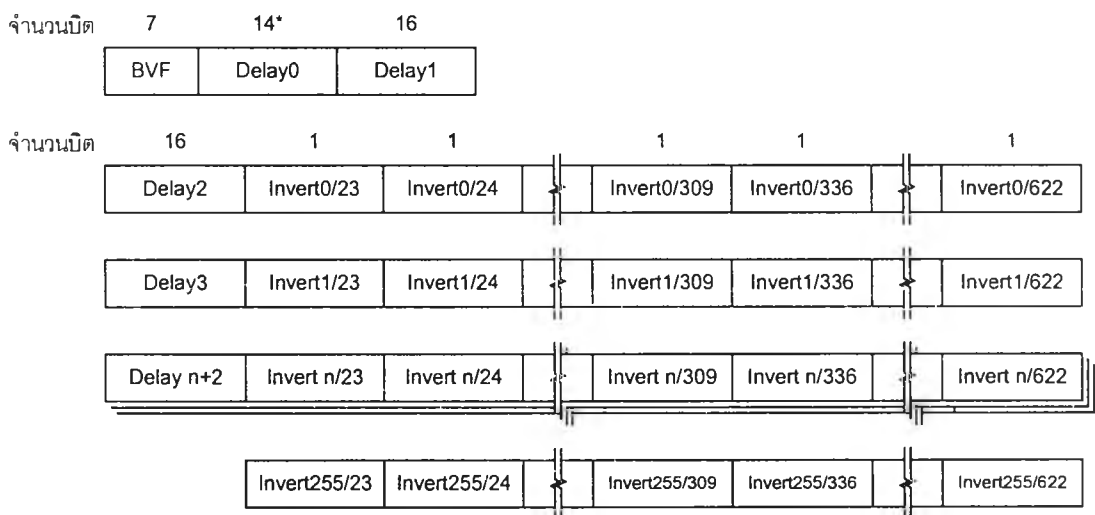 จำนวนบิต 7 14* 16
BVF Delay0 Delay1
จำนวนบิต 16 1 1 1 1 1
Delay2 Invert0/23 Invert0/24 Invert0/309 Invert0/336 Invert0/622
Delay3 Invert1/23 Invert1/24 Invert1/309 Invert1/336 Invert1/622
Delay n+2 Invert n/23 Invert n/24 Invert n/309 Invert n/336 Invert n/622
Invert255/23 Invert255/24 Invert255/309 Invert255/336 Invert255/622